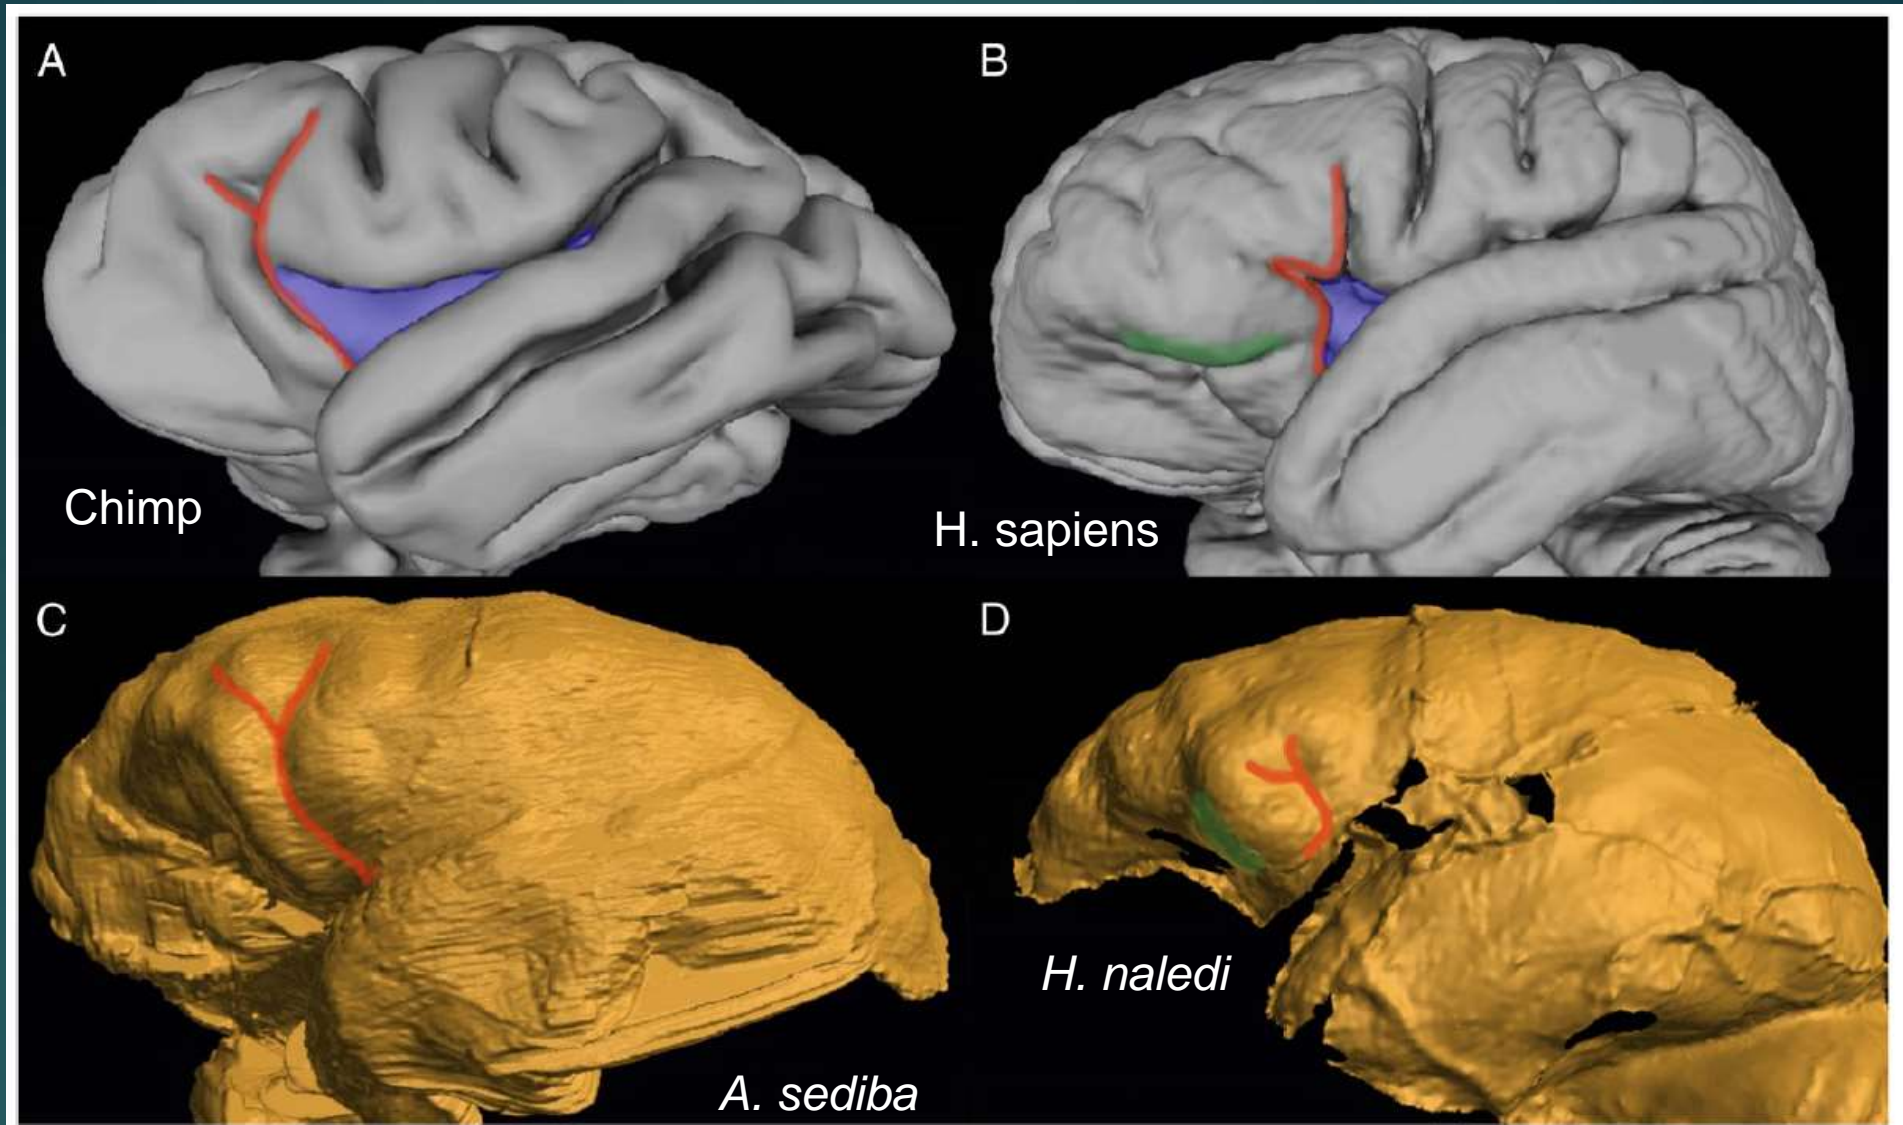 A
B
Chimp
H. sapiens
C
D
H. naledi
A. sediba